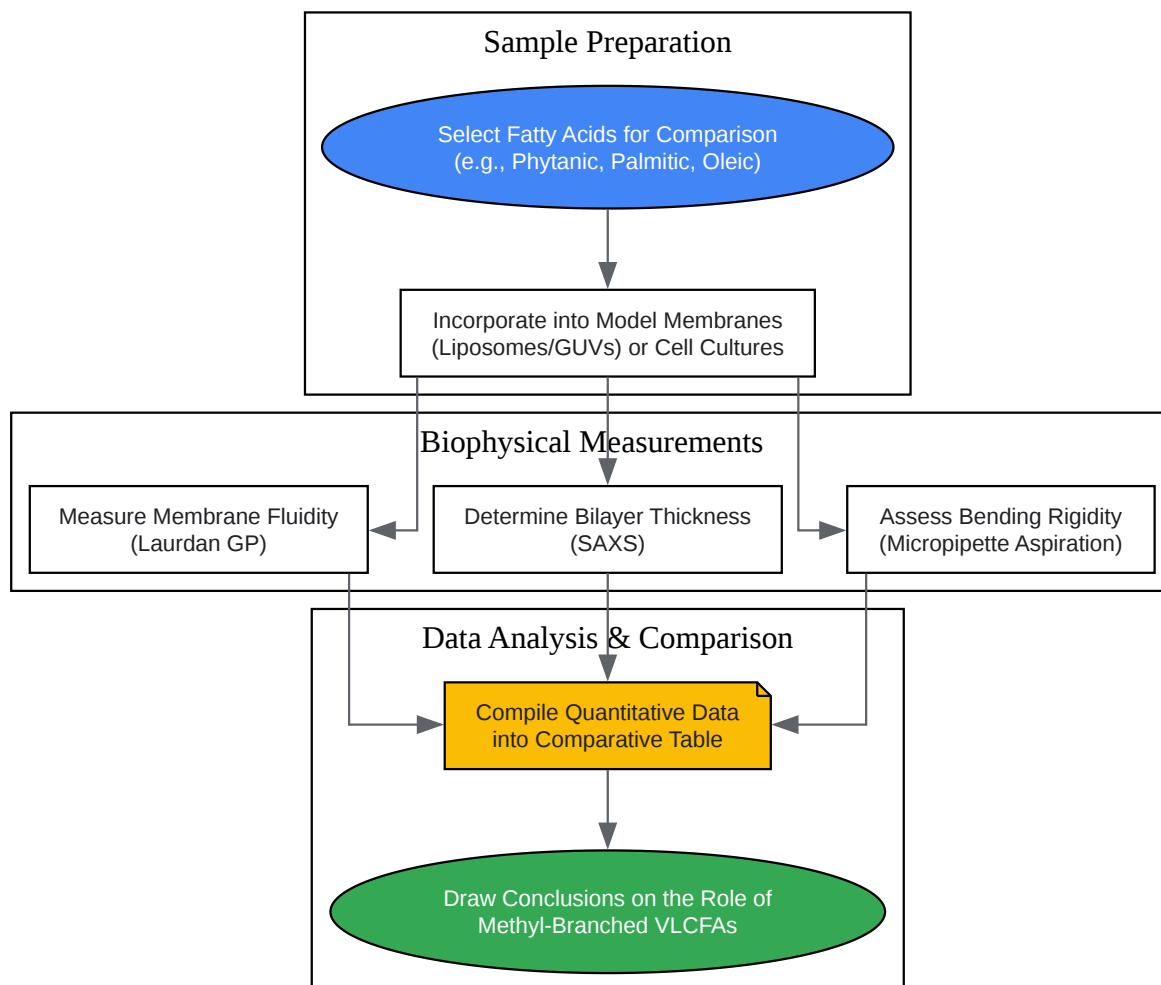 Sample Preparation
Select Fatty Acids for Comparison
(e.g., Phytanic, Palmitic, Oleic)
Incorporate into Model Membranes
(Liposomes/GUVs) or Cell Cultures
Biophysical Measurements
Measure Membrane Fluidity
(Laurdan GP)
Determine Bilayer Thickness
(SAXS)
Assess Bending Rigidity
(Micropipette Aspiration)
Data Analysis & Comparison
Compile Quantitative Data
into Comparative Table
Draw Conclusions on the Role of
Methyl-Branched VLCFAs